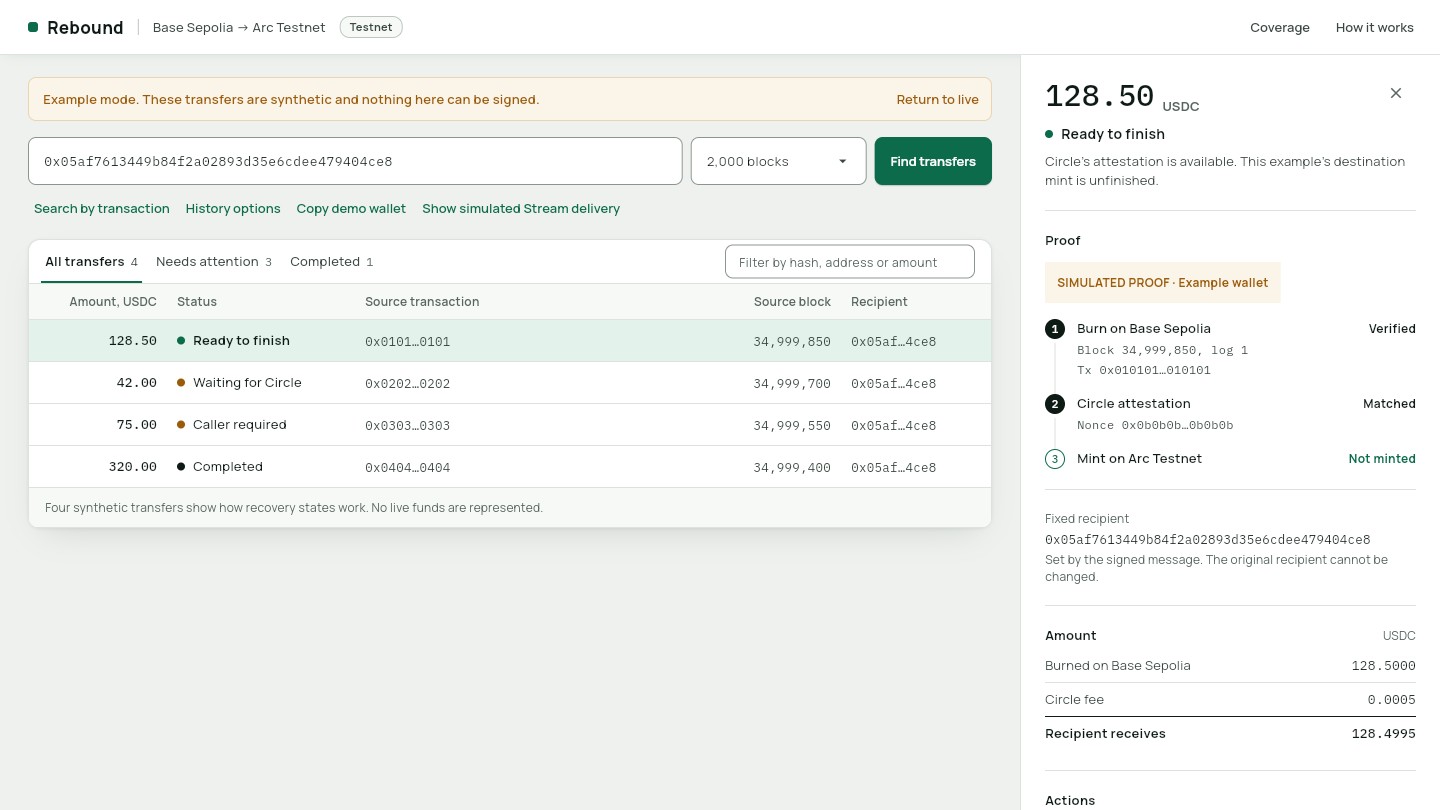 Rebound
Base Sepolia → Arc Testnet
Testnet
Coverage
How it works
Example mode. These transfers are synthetic and nothing here can be signed.
Return to live
0x05af7613449b84f2a02893d35e6cdee479404ce8
2,000 blocks
Find transfers
Search by transaction
History options
Copy demo wallet
Show simulated Stream delivery
All transfers 4
Needs attention 3
Completed 1
Filter by hash, address or amount
Amount, USDC Status Source transaction Source block Recipient
128.50 Ready to finish 0x0101…0101 34,999,850 0x05af…4ce8
42.00 Waiting for Circle 0x0202…0202 34,999,700 0x05af…4ce8
75.00 Caller required 0x0303…0303 34,999,550 0x05af…4ce8
320.00 Completed 0x0404…0404 34,999,400 0x05af…4ce8
Four synthetic transfers show how recovery states work. No live funds are represented.
128.50 USDC
Ready to finish
Circle's attestation is available. This example's destination
mint is unfinished.
Proof
SIMULATED PROOF · Example wallet
1 Burn on Base Sepolia Verified
Block 34,999,850, log 1
Tx 0x010101…010101
2 Circle attestation Matched
Nonce 0x0b0b0b…0b0b0b
3 Mint on Arc Testnet Not minted
Fixed recipient
0x05af7613449b84f2a02893d35e6cdee479404ce8
Set by the signed message. The original recipient cannot be
changed.
Amount USDC
Burned on Base Sepolia 128.5000
Circle fee 0.0005
Recipient receives 128.4995
Actions